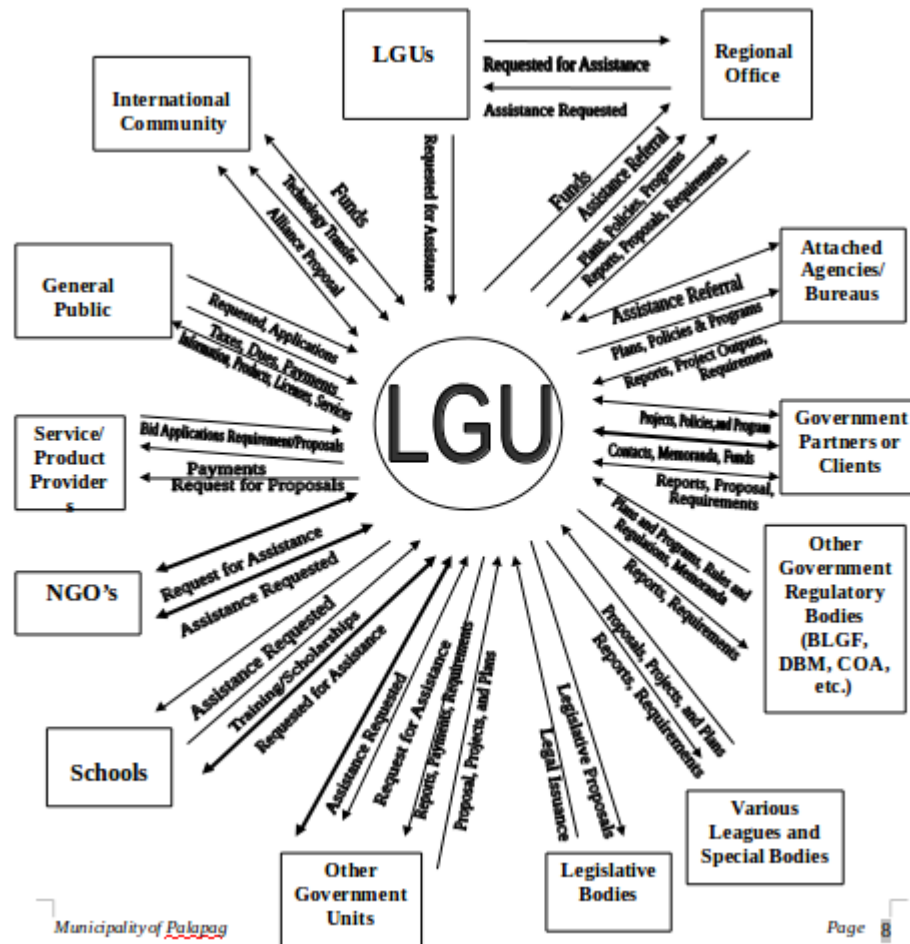 LGUs
Requested for Assistance
Assistance Requested
Regional
Office
International
Community
Requested for Assistance
Funds
Technology Transfer
Alliance Proposal
Funds
Assistance Referral
Plans, Policies, Programs
Reports, Proposals, Requirements
General
Public
Requested, Applications
Taxes, Dues, Payments
Information, Products, Licenses, Services
Attached
Agencies/
Bureaus
Assistance Referral
Plans, Policies & Programs
Reports, Project Outputs,
Requirement
LGU
Service/
Product
Provider
s
Bid Applications Requirement/Proposals
Payments
Request for Proposals
Government
Partners or
Clients
Projects, Policies,and Program
Contacts, Memoranda, Funds
Reports, Proposal,
Requirements
NGO's
Request for Assistance
Assistance Requested
Other
Government
Regulatory
Bodies
(BLGF,
DBM, COA,
etc.)
Plans and Programs, Rules and
Regulations, Memoranda
Reports, Requirements
Schools
Assistance Requested
Training/Scholarships
Requested for Assistance
Other
Government
Units
Assistance Requested
Request for Assistance
Reports, Payments, Requirements
Proposal, Projects, and Plans
Legislative
Bodies
Legislative Proposals
Legal Issuance
Various
Leagues and
Special Bodies
Proposals, Projects, and Plans
Reports, Requirements
Municipality of Palapag
Page 8